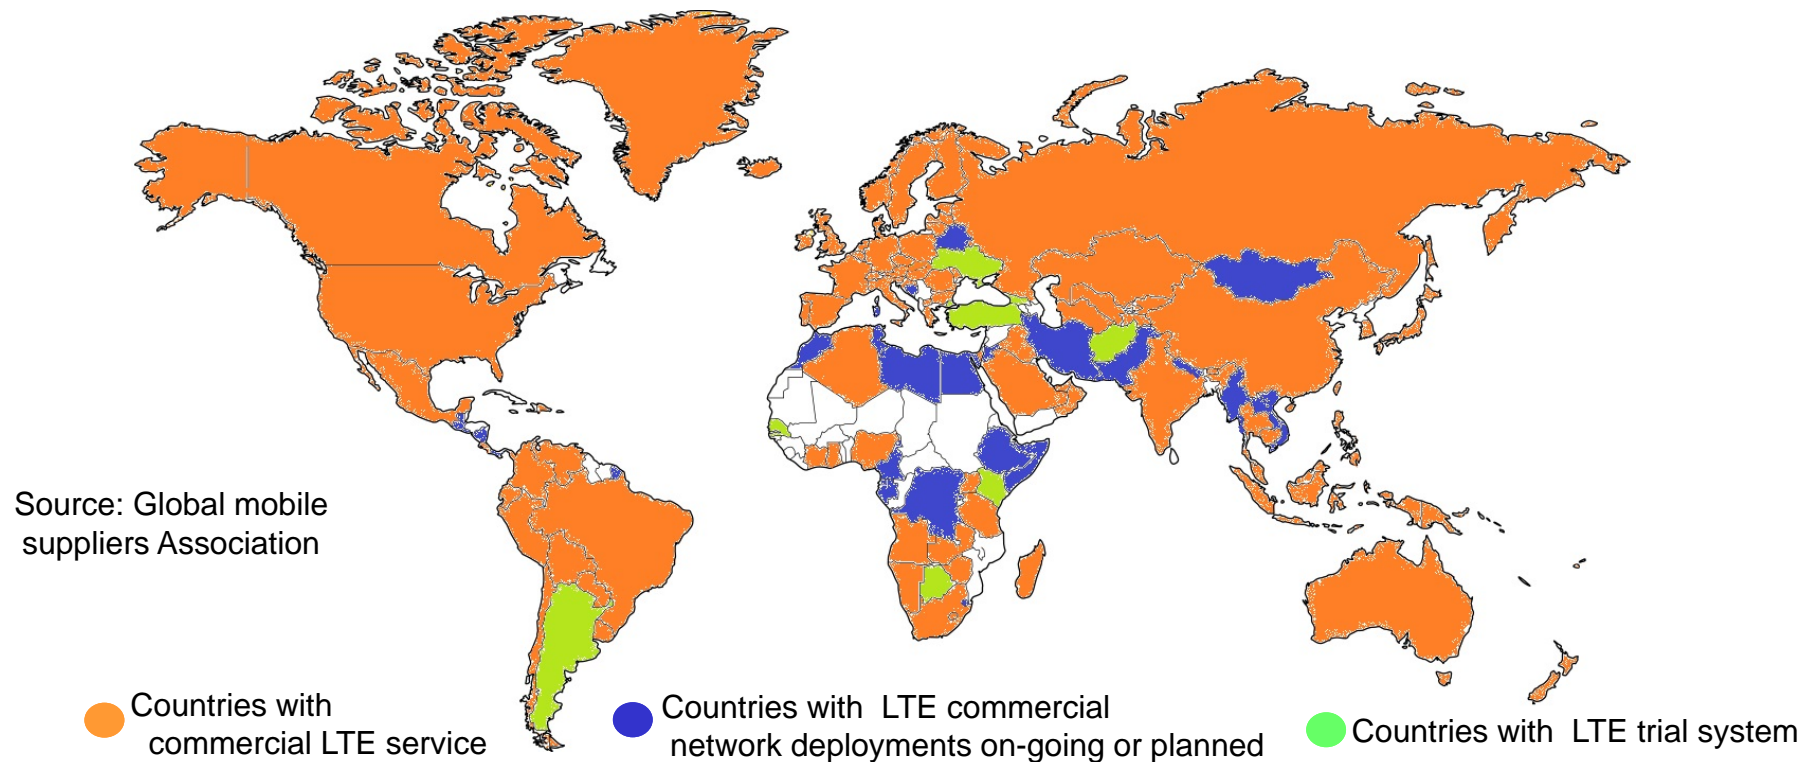 Source: Global mobile
suppliers Association
Countries with
commercial LTE service
Countries with LTE commercial
network deployments on-going or planned
Countries with LTE trial system